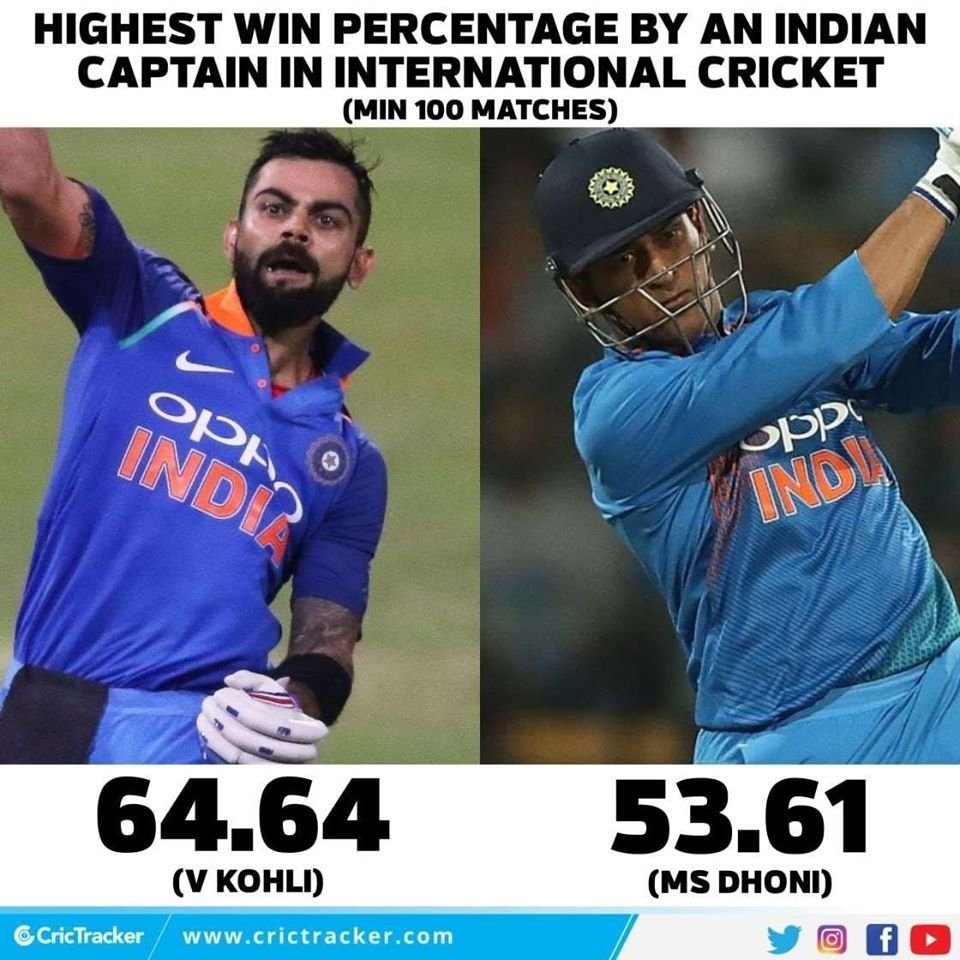 HIGHEST WIN PERCENTAGE BY AN INDIAN
CAPTAIN IN INTERNATIONAL CRICKET
(MIN 100 MATCHES)
OPPO
INDIA
OPPO
INDIA
64.64
53.61
(V KOHLI)
(MS DHONI)
CricTracker
www.crictracker.com